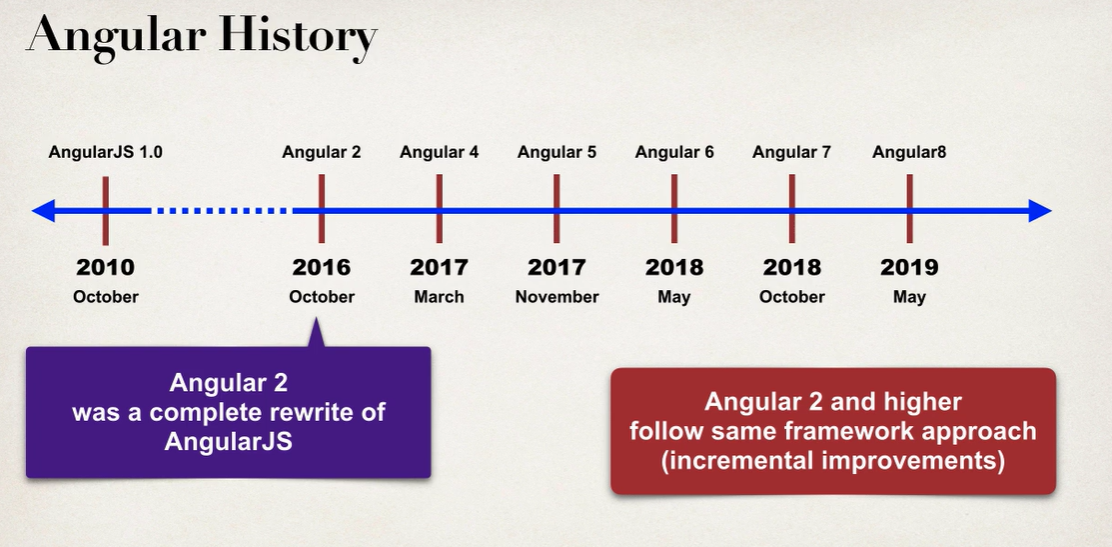 Angular History
AngularJS 1.0
Angular 2
Angular 4
Angular 5
Angular 6
Angular 7
Angular8
2010
2016
2017
2017
2018
2018
2019
October
October
March
November
May
October
May
Angular 2
was a complete rewrite of
AngularJS
Angular 2 and higher
follow same framework approach
(incremental improvements)